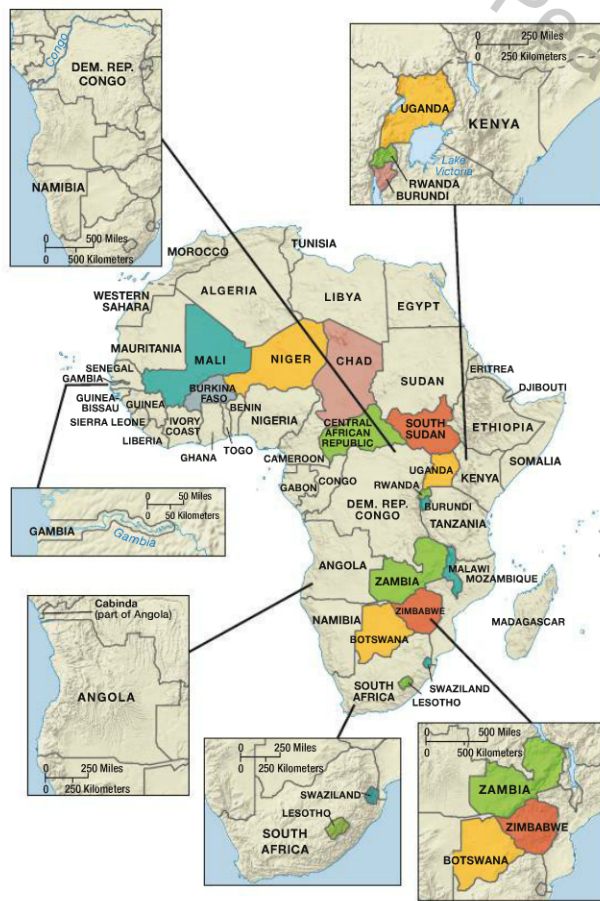 Congo
DEM. REP.
CONGO
NAMIBIA
0 500 Miles
0 500 Kilometers
0 250 Miles
0 250 Kilometers
UGANDA
KENYA
Lake
Victoria
RWANDA
BURUNDI
TUNISIA
MOROCCO
ALGERIA
LIBYA
EGYPT
WESTERN
SAHARA
MAURITANIA
MALI
NIGER
CHAD
SUDAN
ERITREA
DJIBOUTI
SENEGAL
GAMBIA
GUINEA-
BISSAU
GUINEA
SIERRA LEONE
LIBERIA
IVORY
COAST
BURKINA
FASO
GHANA
TOGO
BENIN
NIGERIA
CAMEROON
CENTRAL
AFRICAN
REPUBLIC
SOUTH
SUDAN
ETHIOPIA
SOMALIA
GABON
CONGO
DEM. REP.
CONGO
RWANDA
UGANDA
KENYA
BURUNDI
TANZANIA
ANGOLA
ZAMBIA
MALAWI
MOZAMBIQUE
NAMIBIA
ZIMBABWE
BOTSWANA
MADAGASCAR
SOUTH
AFRICA
SWAZILAND
LESOTHO
0 50 Miles
0 50 Kilometers
GAMBIA
Gambia
Cabinda
(part of Angola)
ANGOLA
0 250 Miles
0 250 Kilometers
0 250 Miles
0 250 Kilometers
SWAZILAND
LESOTHO
SOUTH
AFRICA
0 500 Miles
0 500 Kilometers
ZAMBIA
ZIMBABWE
BOTSWANA